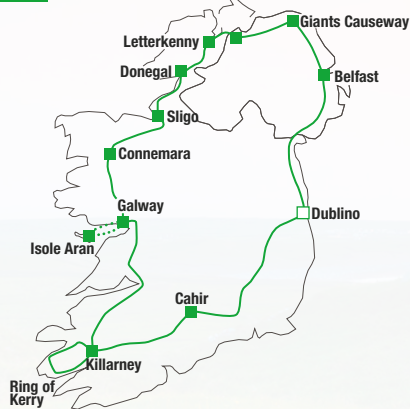 Giants Causeway
Letterkenny
Donegal
Belfast
Sligo
Connemara
Galway
Dublino
Isole Aran
Cahir
Killarney
Ring of
Kerry